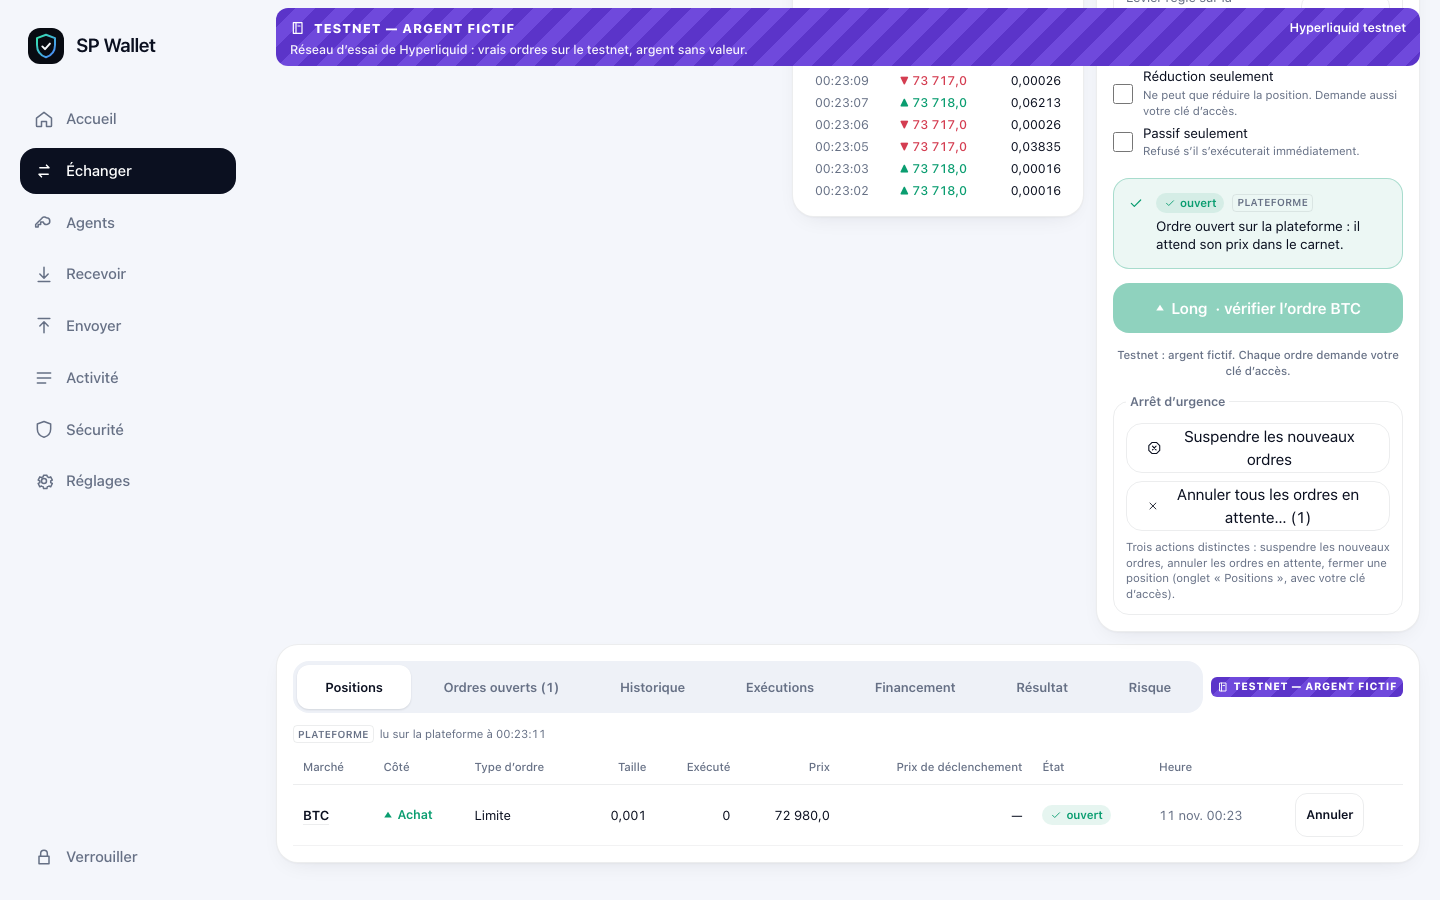 SP Wallet
Accueil
Échanger
Agents
Recevoir
Envoyer
Activité
Sécurité
Réglages
Verrouiller
TESTNET — ARGENT FICTIF
Hyperliquid testnet
Réseau d’essai de Hyperliquid : vrais ordres sur le testnet, argent sans valeur.
00:23:09 ▼ 73 717,0 0,00026
00:23:07 ▲ 73 718,0 0,06213
00:23:06 ▼ 73 717,0 0,00026
00:23:05 ▼ 73 717,0 0,03835
00:23:03 ▲ 73 718,0 0,00016
00:23:02 ▲ 73 718,0 0,00016
Réduction seulement
Ne peut que réduire la position. Demande aussi
votre clé d’accès.
Passif seulement
Refusé s’il s’exécuterait immédiatement.
ouvert PLATEFORME
Ordre ouvert sur la plateforme : il
attend son prix dans le carnet.
▲ Long · vérifier l’ordre BTC
Testnet : argent fictif. Chaque ordre demande votre
clé d’accès.
Arrêt d’urgence
Suspendre les nouveaux
ordres
Annuler tous les ordres en
attente… (1)
Trois actions distinctes : suspendre les nouveaux
ordres, annuler les ordres en attente, fermer une
position (onglet « Positions », avec votre clé
d’accès).
Positions Ordres ouverts (1) Historique Exécutions Financement Résultat Risque TESTNET — ARGENT FICTIF
PLATEFORME lu sur la plateforme à 00:23:11
Marché Côté Type d’ordre Taille Exécuté Prix Prix de déclenchement État Heure
BTC ▲ Achat Limite 0,001 0 72 980,0 — ouvert 11 nov. 00:23 Annuler